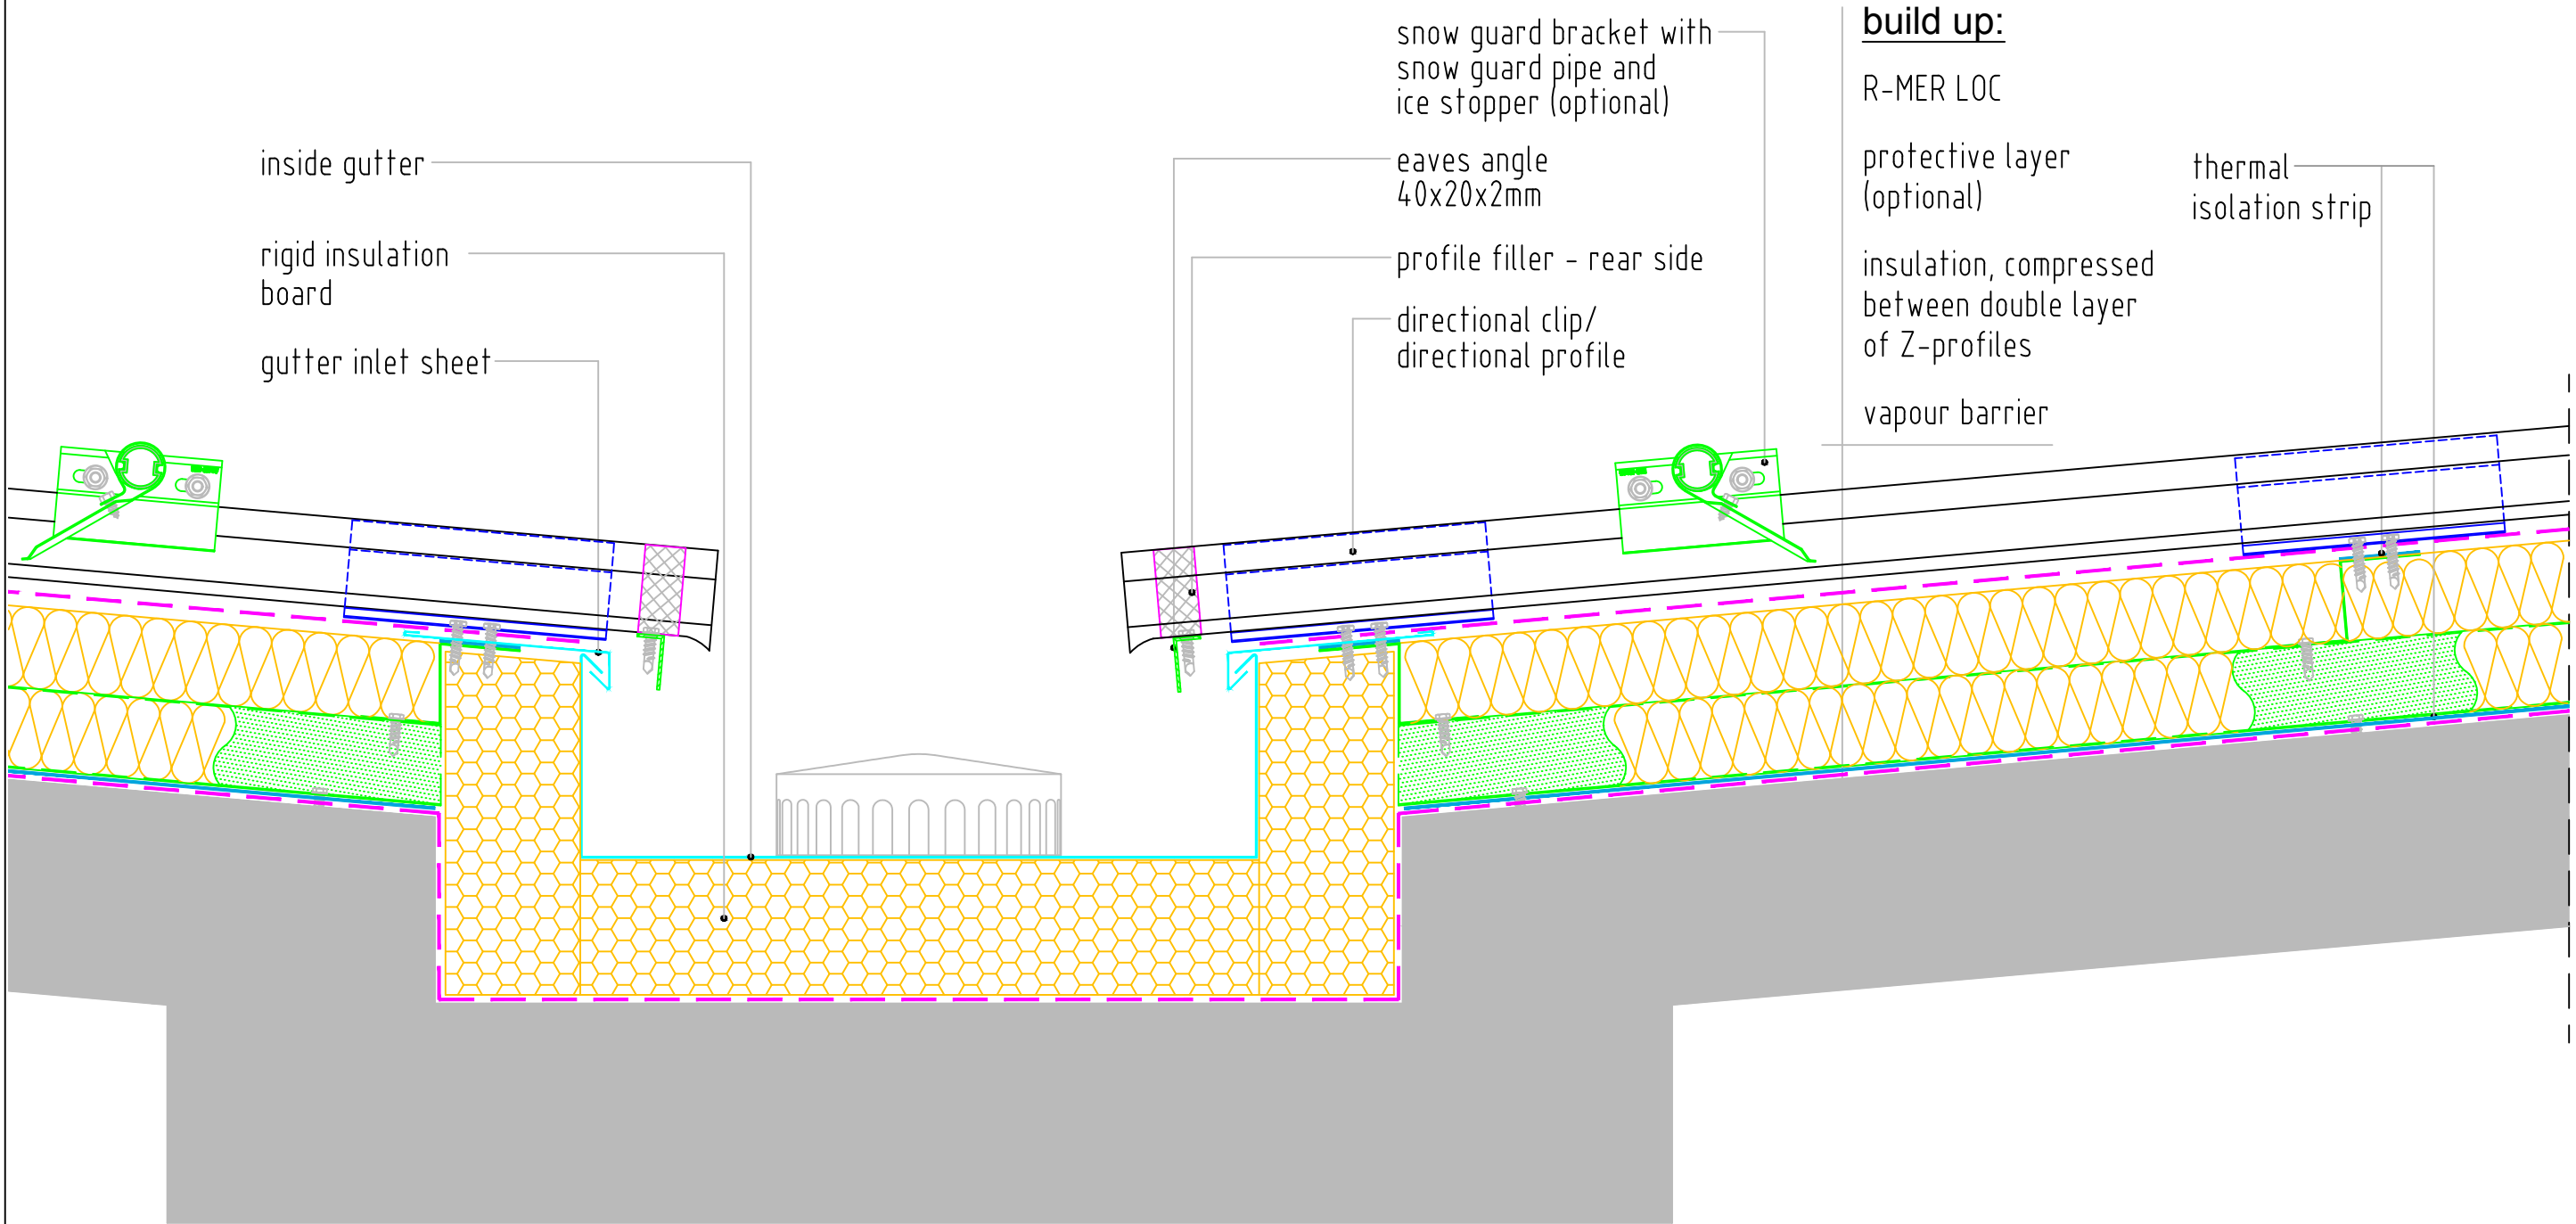 inside gutter
rigid insulation
board
gutter inlet sheet
snow guard bracket with
snow guard pipe and
ice stopper (optional)
eaves angle
40x20x2mm
profile filler - rear side
directional clip/
directional profile
build up:
R-MER LOC
protective layer
(optional)
insulation, compressed
between double layer
of Z-profiles
vapour barrier
thermal
isolation strip